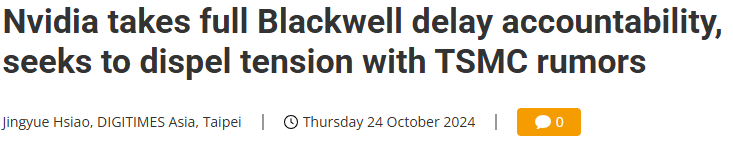 Nvidia takes full Blackwell delay accountability,
seeks to dispel tension with TSMC rumors
Jingyue Hsiao, DIGITIMES Asia, Taipei | Thursday 24 October 2024 | 0